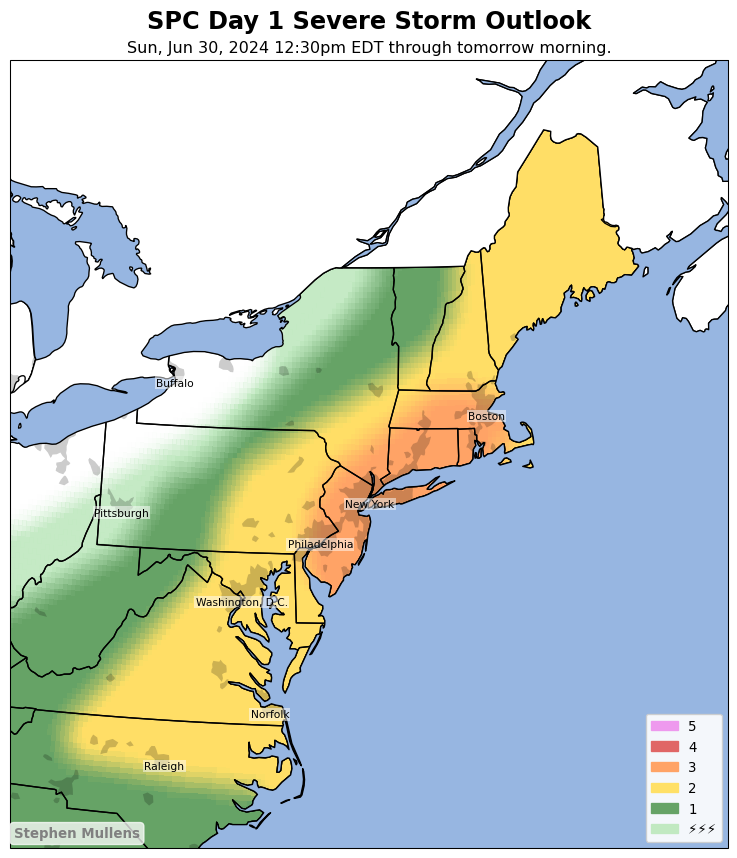 SPC Day 1 Severe Storm Outlook
Sun, Jun 30, 2024 12:30pm EDT through tomorrow morning.
Buffalo
Boston
Pittsburgh
New York
Philadelphia
Washington, D.C.
Norfolk
Raleigh
5
4
3
2
1
⚡⚡⚡
Stephen Mullens